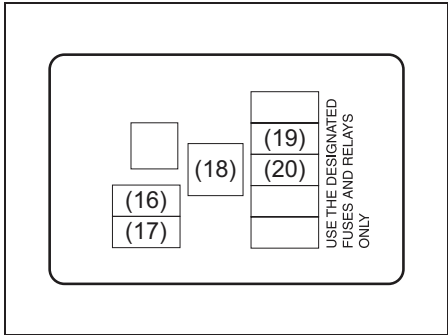 (16)
(17)
(18)
(19)
(20)
USE THE DESIGNATED
FUSES AND RELAYS
ONLY